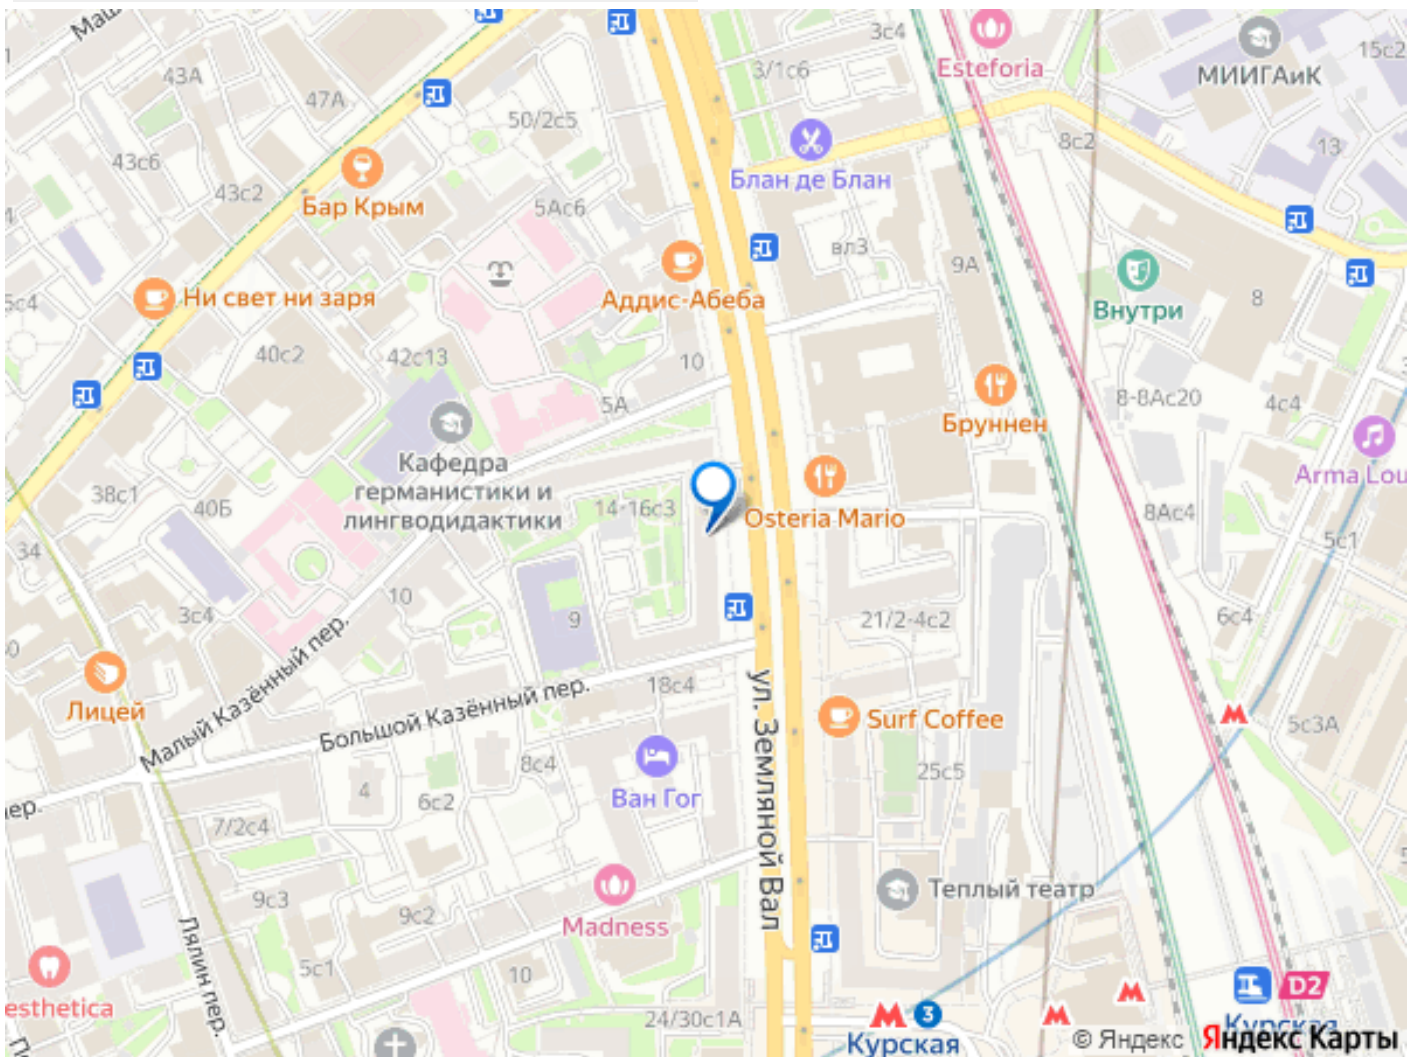 3с4
15с2
Esteforia
МИИГАиК
43А
3/1с6
47А
50/2с5
8с2
13
43с6
Блан де Блан
43с2
Бар Крым
5Ас6
вл3
9А
Ни свет ни заря
Аддис-Абеба
Внутри
8
40с2
42с13
10
8-8Ас20
4с4
5А
Бруннен
Кафедра
германистики и
лингводидактики
Arma Lou
38с1
40Б
14-16с3
Osteria Mario
8Ас4
5с1
34
10
3с4
9
21/2-4с2
6с4
Малый Казённый пер.
Лицей
18с4
Большой Казённый пер.
ул. Земляной Вал
Surf Coffee
5с3А
8с4
25с5
4
6с2
Ван Гог
7/2с4
Теплый театр
9с3
9с2
Madness
Лялин пер.
5с1
10
esthetica
D2
24/30с1А
3
Курская
Курская
© Яндекс
Яндекс Карты